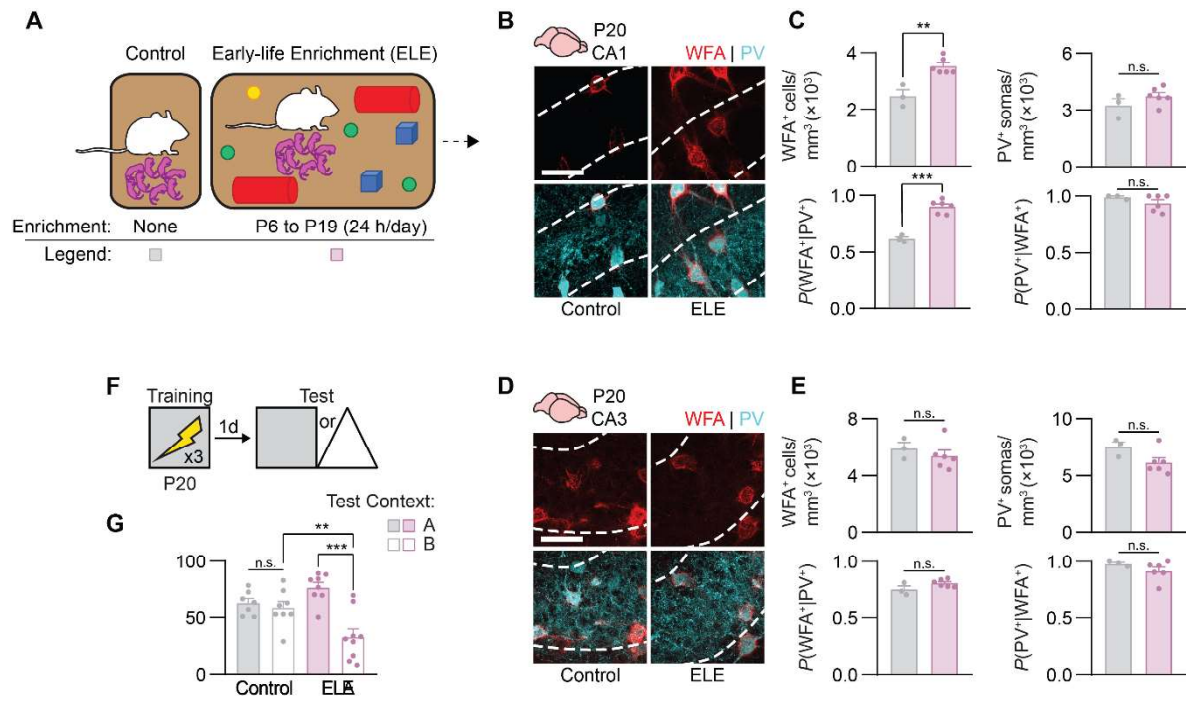 A
Control
Early-life Enrichment (ELE)
Enrichment:
None
P6 to P19 (24 h/day)
Legend:
B
P20
CA1
WFA | PV
Control
ELE
C
WFA⁺ cells/
mm³ (×10³)
4
2
0
**
PV⁺ somas/
mm³ (×10³)
6
3
0
n.s.
P(WFA⁺|PV⁺)
1.0
0.5
0.0
***
P(PV⁺|WFA⁺)
1.0
0.5
0.0
n.s.
F
Training
Test
x3
1d
or
P20
G
Test Context:
A
B
100
50
0
n.s.
**
***
Control
D
P20
CA3
WFA | PV
Control
ELE
E
WFA⁺ cells/
mm³ (×10³)
8
4
0
n.s.
PV⁺ somas/
mm³ (×10³)
10
5
0
n.s.
P(WFA⁺|PV⁺)
1.0
0.5
0.0
n.s.
P(PV⁺|WFA⁺)
1.0
0.5
0.0
n.s.